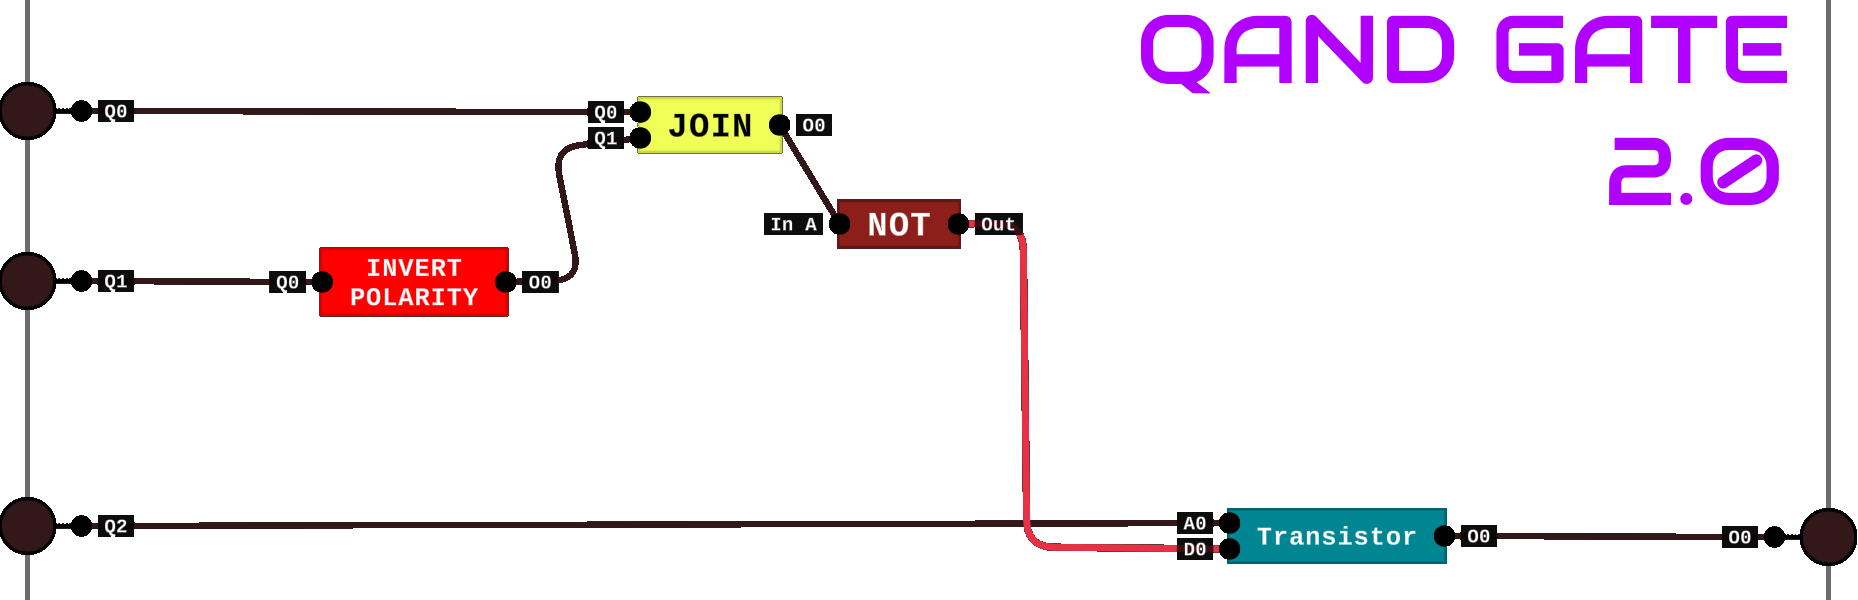 QAND GATE
2.0
Q0
Q0
Q1
JOIN
O0
In A
NOT
Out
Q1
Q0
INVERT
POLARITY
O0
Q2
A0
D0
Transistor
O0
O0